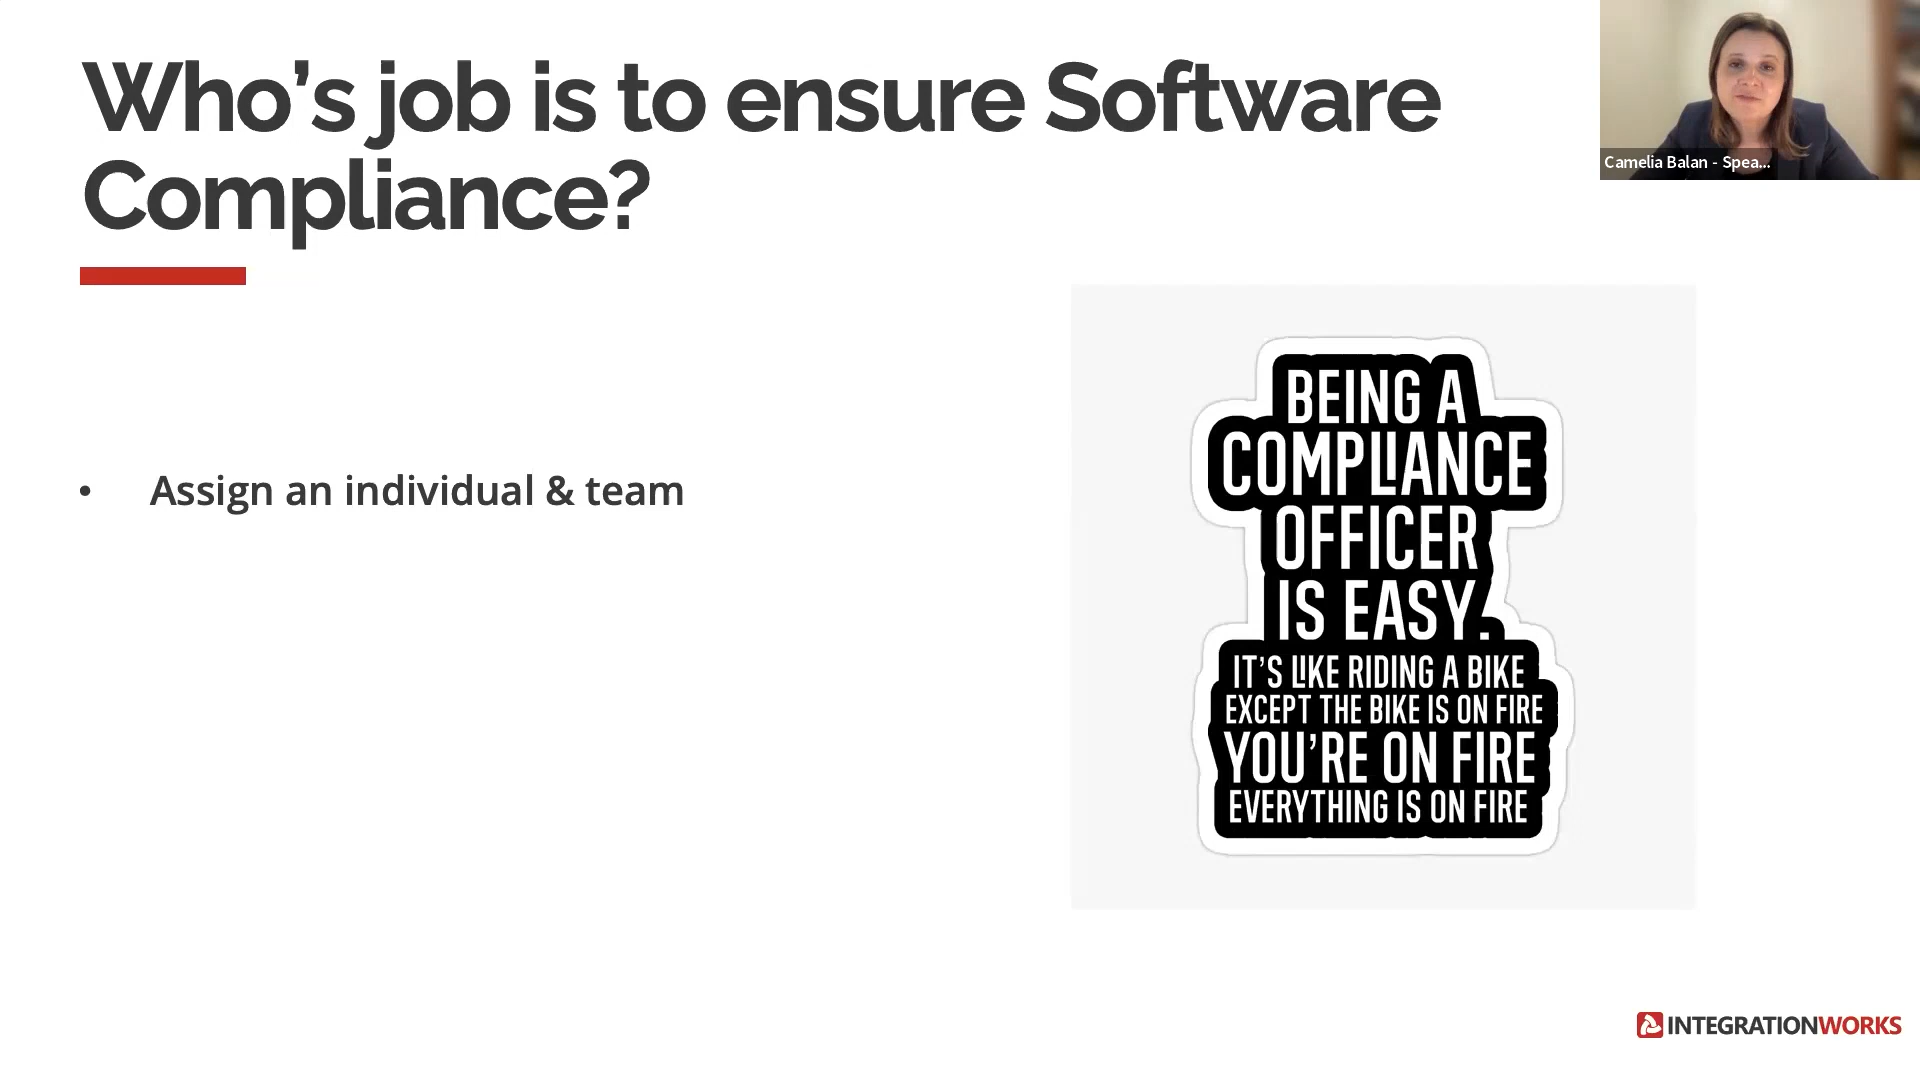 Who’s job is to ensure Software
Compliance?
Camelia Balan - Spea...
• Assign an individual & team
BEING A
COMPLIANCE
OFFICER
IS EASY.
IT’S LIKE RIDING A BIKE
EXCEPT THE BIKE IS ON FIRE
YOU’RE ON FIRE
EVERYTHING IS ON FIRE
INTEGRATIONWORKS